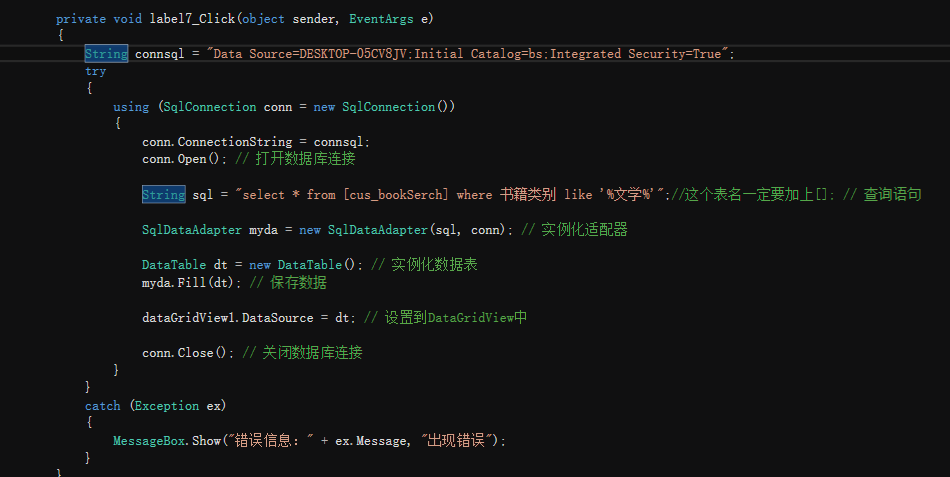 private void label7_Click(object sender, EventArgs e)
{
String connsql = "Data Source=DESKTOP-O5CV8JV;Initial Catalog=bs;Integrated Security=True";
try
{
using (SqlConnection conn = new SqlConnection())
{
conn.ConnectionString = connsql;
conn.Open(); // 打开数据库连接
String sql = "select * from [cus_bookSerch] where 书籍类别 like '%文学%'";//这个表名一定要加上[]: // 查询语句
SqlDataAdapter myda = new SqlDataAdapter(sql, conn); // 实例化适配器
DataTable dt = new DataTable(); // 实例化数据表
myda.Fill(dt); // 保存数据
dataGridView1.DataSource = dt; // 设置到DataGridView中
conn.Close(); // 关闭数据库连接
}
}
catch (Exception ex)
{
MessageBox.Show("错误信息：" + ex.Message, "出现错误");
}
}